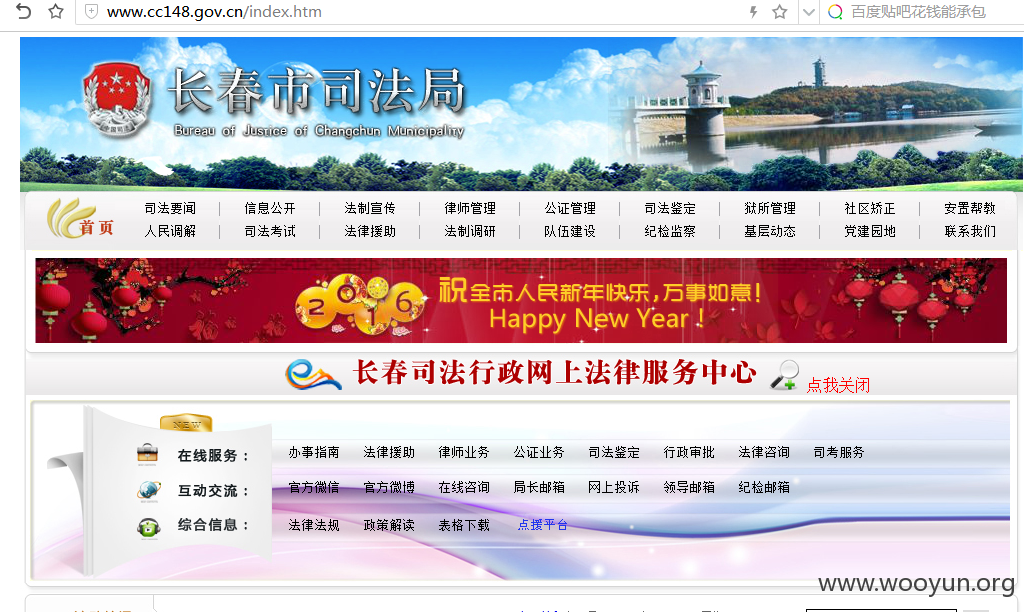 www.cc148.gov.cn/index.htm 百度贴吧花钱能承包
长春市司法局
Bureau of Justice of Changchun Municipality
首页
司法要闻 信息公开 法制宣传 律师管理 公证管理 司法鉴定 狱所管理 社区矫正 安置帮教
人民调解 司法考试 法律援助 法制调研 队伍建设 纪检监察 基层动态 党建园地 联系我们
2016 祝全市人民新年快乐,万事如意!
Happy New Year !
长春司法行政网上法律服务中心 点我关闭
NEW
在线服务: 办事指南 法律援助 律师业务 公证业务 司法鉴定 行政审批 法律咨询 司考服务
互动交流: 官方微信 官方微博 在线咨询 局长邮箱 网上投诉 领导邮箱 纪检邮箱
综合信息: 法律法规 政策解读 表格下载 点援平台
www.wooyun.org